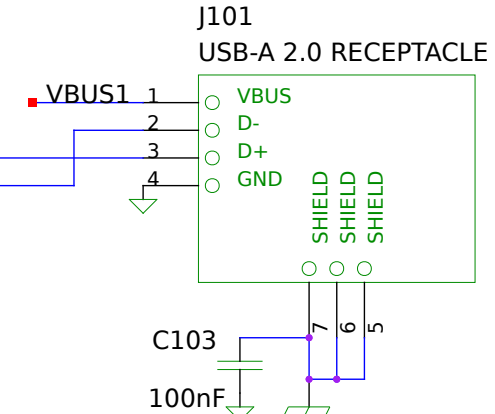 J101
USB-A 2.0 RECEPTACLE
VBUS1 1 VBUS
2 D-
3 D+
4 GND
SHIELD SHIELD SHIELD
7 6 5
C103
100nF